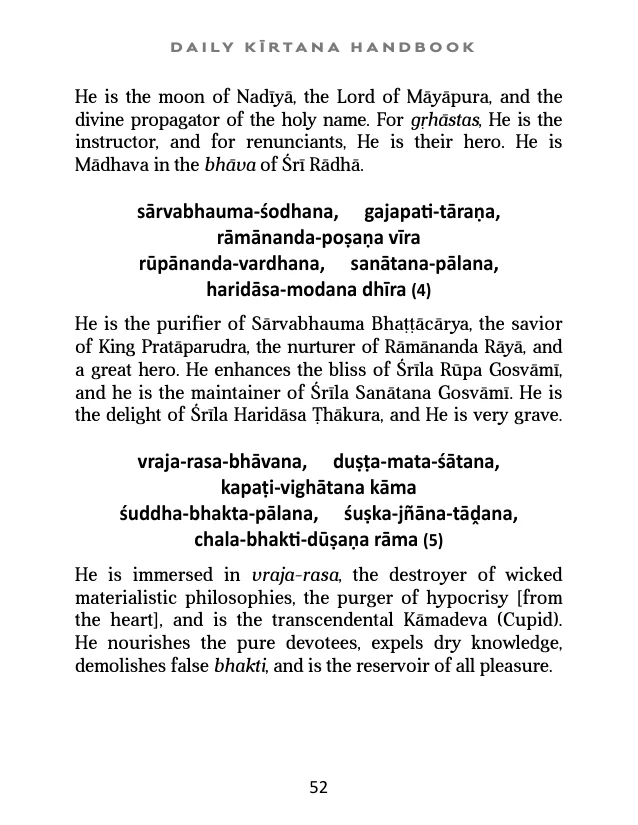 DAILY KĪRTANA HANDBOOK
He is the moon of Nadīyā, the Lord of Māyāpura, and the
divine propagator of the holy name. For gṛhāstas, He is the
instructor, and for renunciants, He is their hero. He is
Mādhava in the bhāva of Śrī Rādhā.
sārvabhauma-śodhana, gajapati-tāraṇa,
rāmānanda-poṣaṇa vīra
rūpānanda-vardhana, sanātana-pālana,
haridāsa-modana dhīra (4)
He is the purifier of Sārvabhauma Bhaṭṭācārya, the savior
of King Pratāparudra, the nurturer of Rāmānanda Rāyā, and
a great hero. He enhances the bliss of Śrīla Rūpa Gosvāmī,
and he is the maintainer of Śrīla Sanātana Gosvāmī. He is
the delight of Śrīla Haridāsa Ṭhākura, and He is very grave.
vraja-rasa-bhāvana, duṣṭa-mata-śātana,
kapaṭi-vighātana kāma
śuddha-bhakta-pālana, śuṣka-jñāna-tāḓana,
chala-bhakti-dūṣaṇa rāma (5)
He is immersed in vraja-rasa, the destroyer of wicked
materialistic philosophies, the purger of hypocrisy [from
the heart], and is the transcendental Kāmadeva (Cupid).
He nourishes the pure devotees, expels dry knowledge,
demolishes false bhakti, and is the reservoir of all pleasure.
52